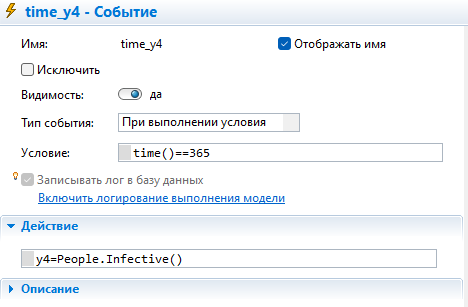 time_y4 - Событие
Имя: time_y4 Отображать имя
Исключить
Видимость: да
Тип события: При выполнении условия
Условие: time()==365
Записывать лог в базу данных
Включить логирование выполнения модели
Действие
y4=People.Infective()
Описание